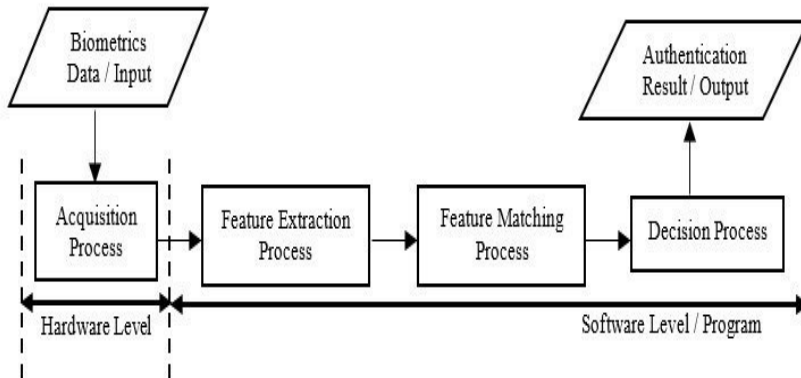 Biometrics
Data / Input
Authentication
Result / Output
Acquisition
Process
Feature Extraction
Process
Feature Matching
Process
Decision Process
Hardware Level
Software Level / Program